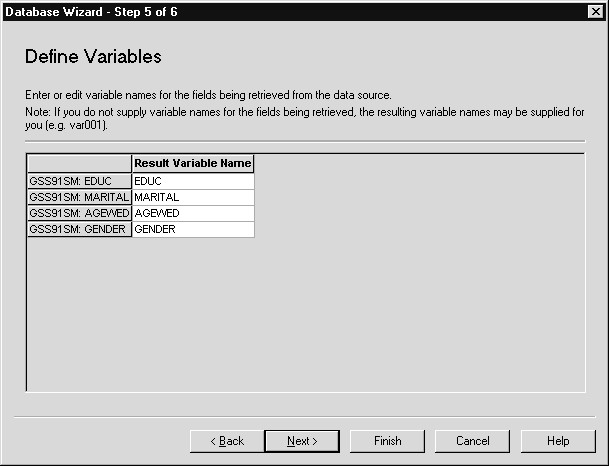 Database Wizard - Step 5 of 6
Define Variables
Enter or edit variable names for the fields being retrieved from the data source.
Note: If you do not supply variable names for the fields being retrieved, the resulting variable names may be supplied for
you (e.g. var001).
Result Variable Name
GSS91SM: EDUC EDUC
GSS91SM: MARITAL MARITAL
GSS91SM: AGEWED AGEWED
GSS91SM: GENDER GENDER
< Back Next > Finish Cancel Help